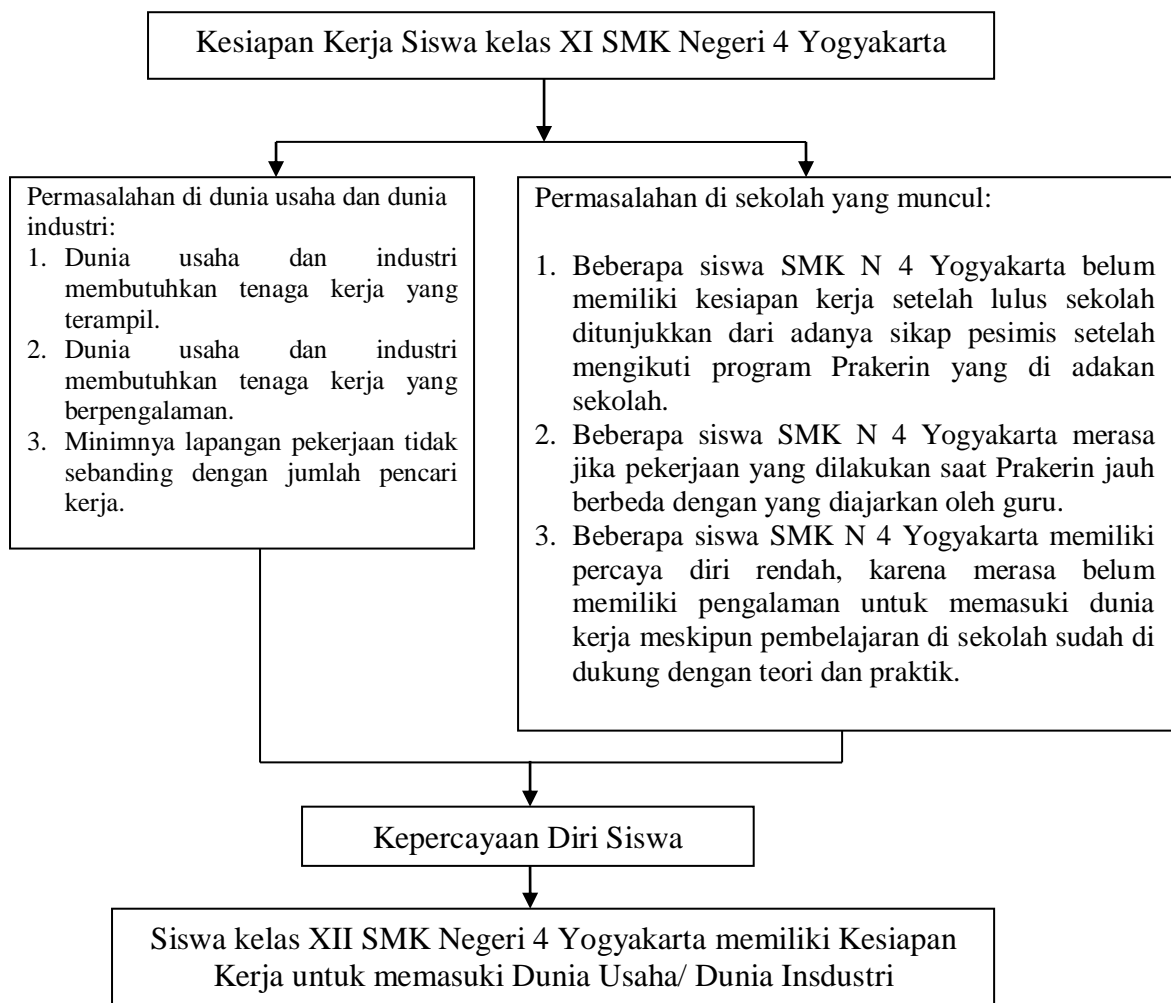 Kesiapan Kerja Siswa kelas XI SMK Negeri 4 Yogyakarta
Permasalahan di dunia usaha dan dunia
industri:
1. Dunia usaha dan industri
membutuhkan tenaga kerja yang
terampil.
2. Dunia usaha dan industri
membutuhkan tenaga kerja yang
berpengalaman.
3. Minimnya lapangan pekerjaan tidak
sebanding dengan jumlah pencari
kerja.
Permasalahan di sekolah yang muncul:
1. Beberapa siswa SMK N 4 Yogyakarta belum
memiliki kesiapan kerja setelah lulus sekolah
ditunjukkan dari adanya sikap pesimis setelah
mengikuti program Prakerin yang di adakan
sekolah.
2. Beberapa siswa SMK N 4 Yogyakarta merasa
jika pekerjaan yang dilakukan saat Prakerin jauh
berbeda dengan yang diajarkan oleh guru.
3. Beberapa siswa SMK N 4 Yogyakarta memiliki
percaya diri rendah, karena merasa belum
memiliki pengalaman untuk memasuki dunia
kerja meskipun pembelajaran di sekolah sudah di
dukung dengan teori dan praktik.
Kepercayaan Diri Siswa
Siswa kelas XII SMK Negeri 4 Yogyakarta memiliki Kesiapan
Kerja untuk memasuki Dunia Usaha/ Dunia Insdustri